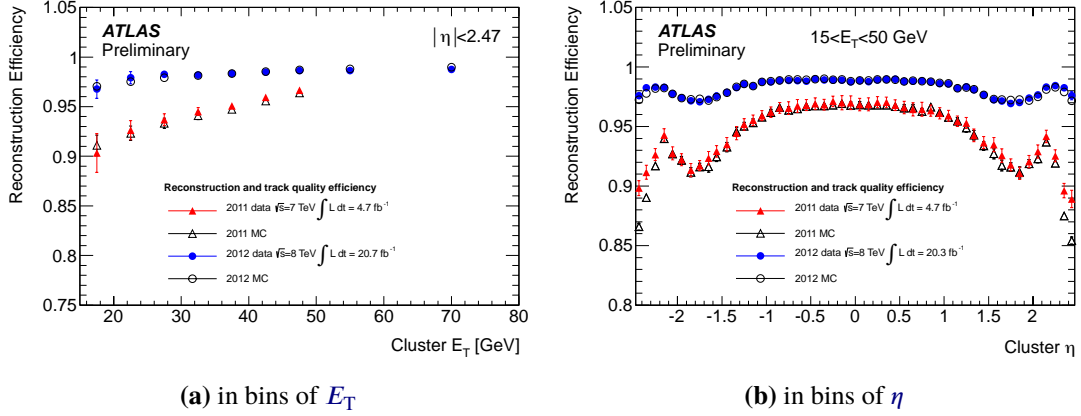 ATLAS
Preliminary
|η|<2.47
Reconstruction Efficiency
1
0.95
0.9
0.85
0.8
0.75
Reconstruction and track quality efficiency
2011 data √s=7 TeV ∫ L dt = 4.7 fb⁻¹
2011 MC
2012 data √s=8 TeV ∫ L dt = 20.7 fb⁻¹
2012 MC
20 30 40 50 60 70 80
Cluster E_T [GeV]
(a) in bins of E_T
ATLAS
Preliminary
15<E_T<50 GeV
Reconstruction Efficiency
1
0.95
0.9
0.85
0.8
Reconstruction and track quality efficiency
2011 data √s=7 TeV ∫ L dt = 4.7 fb⁻¹
2011 MC
2012 data √s=8 TeV ∫ L dt = 20.3 fb⁻¹
2012 MC
-2 -1.5 -1 -0.5 0 0.5 1 1.5 2
Cluster η
(b) in bins of η